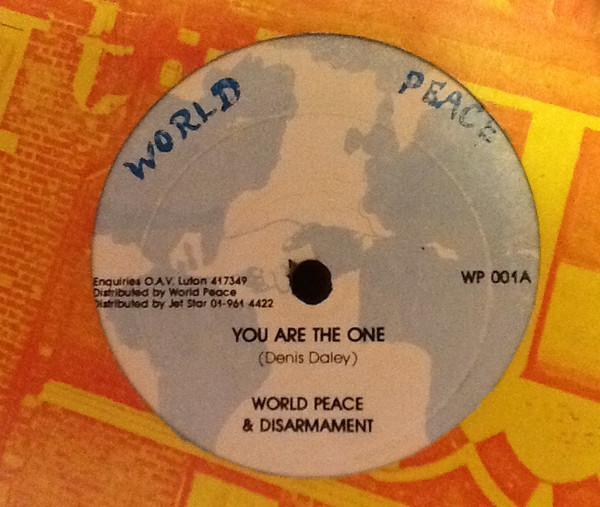 WORLD PEACE
Enquiries O.A.V. Luton 417349
Distributed by World Peace
Distributed by Jet Star 01-961 4422
WP 001A
YOU ARE THE ONE
(Denis Daley)
WORLD PEACE
& DISARMAMENT